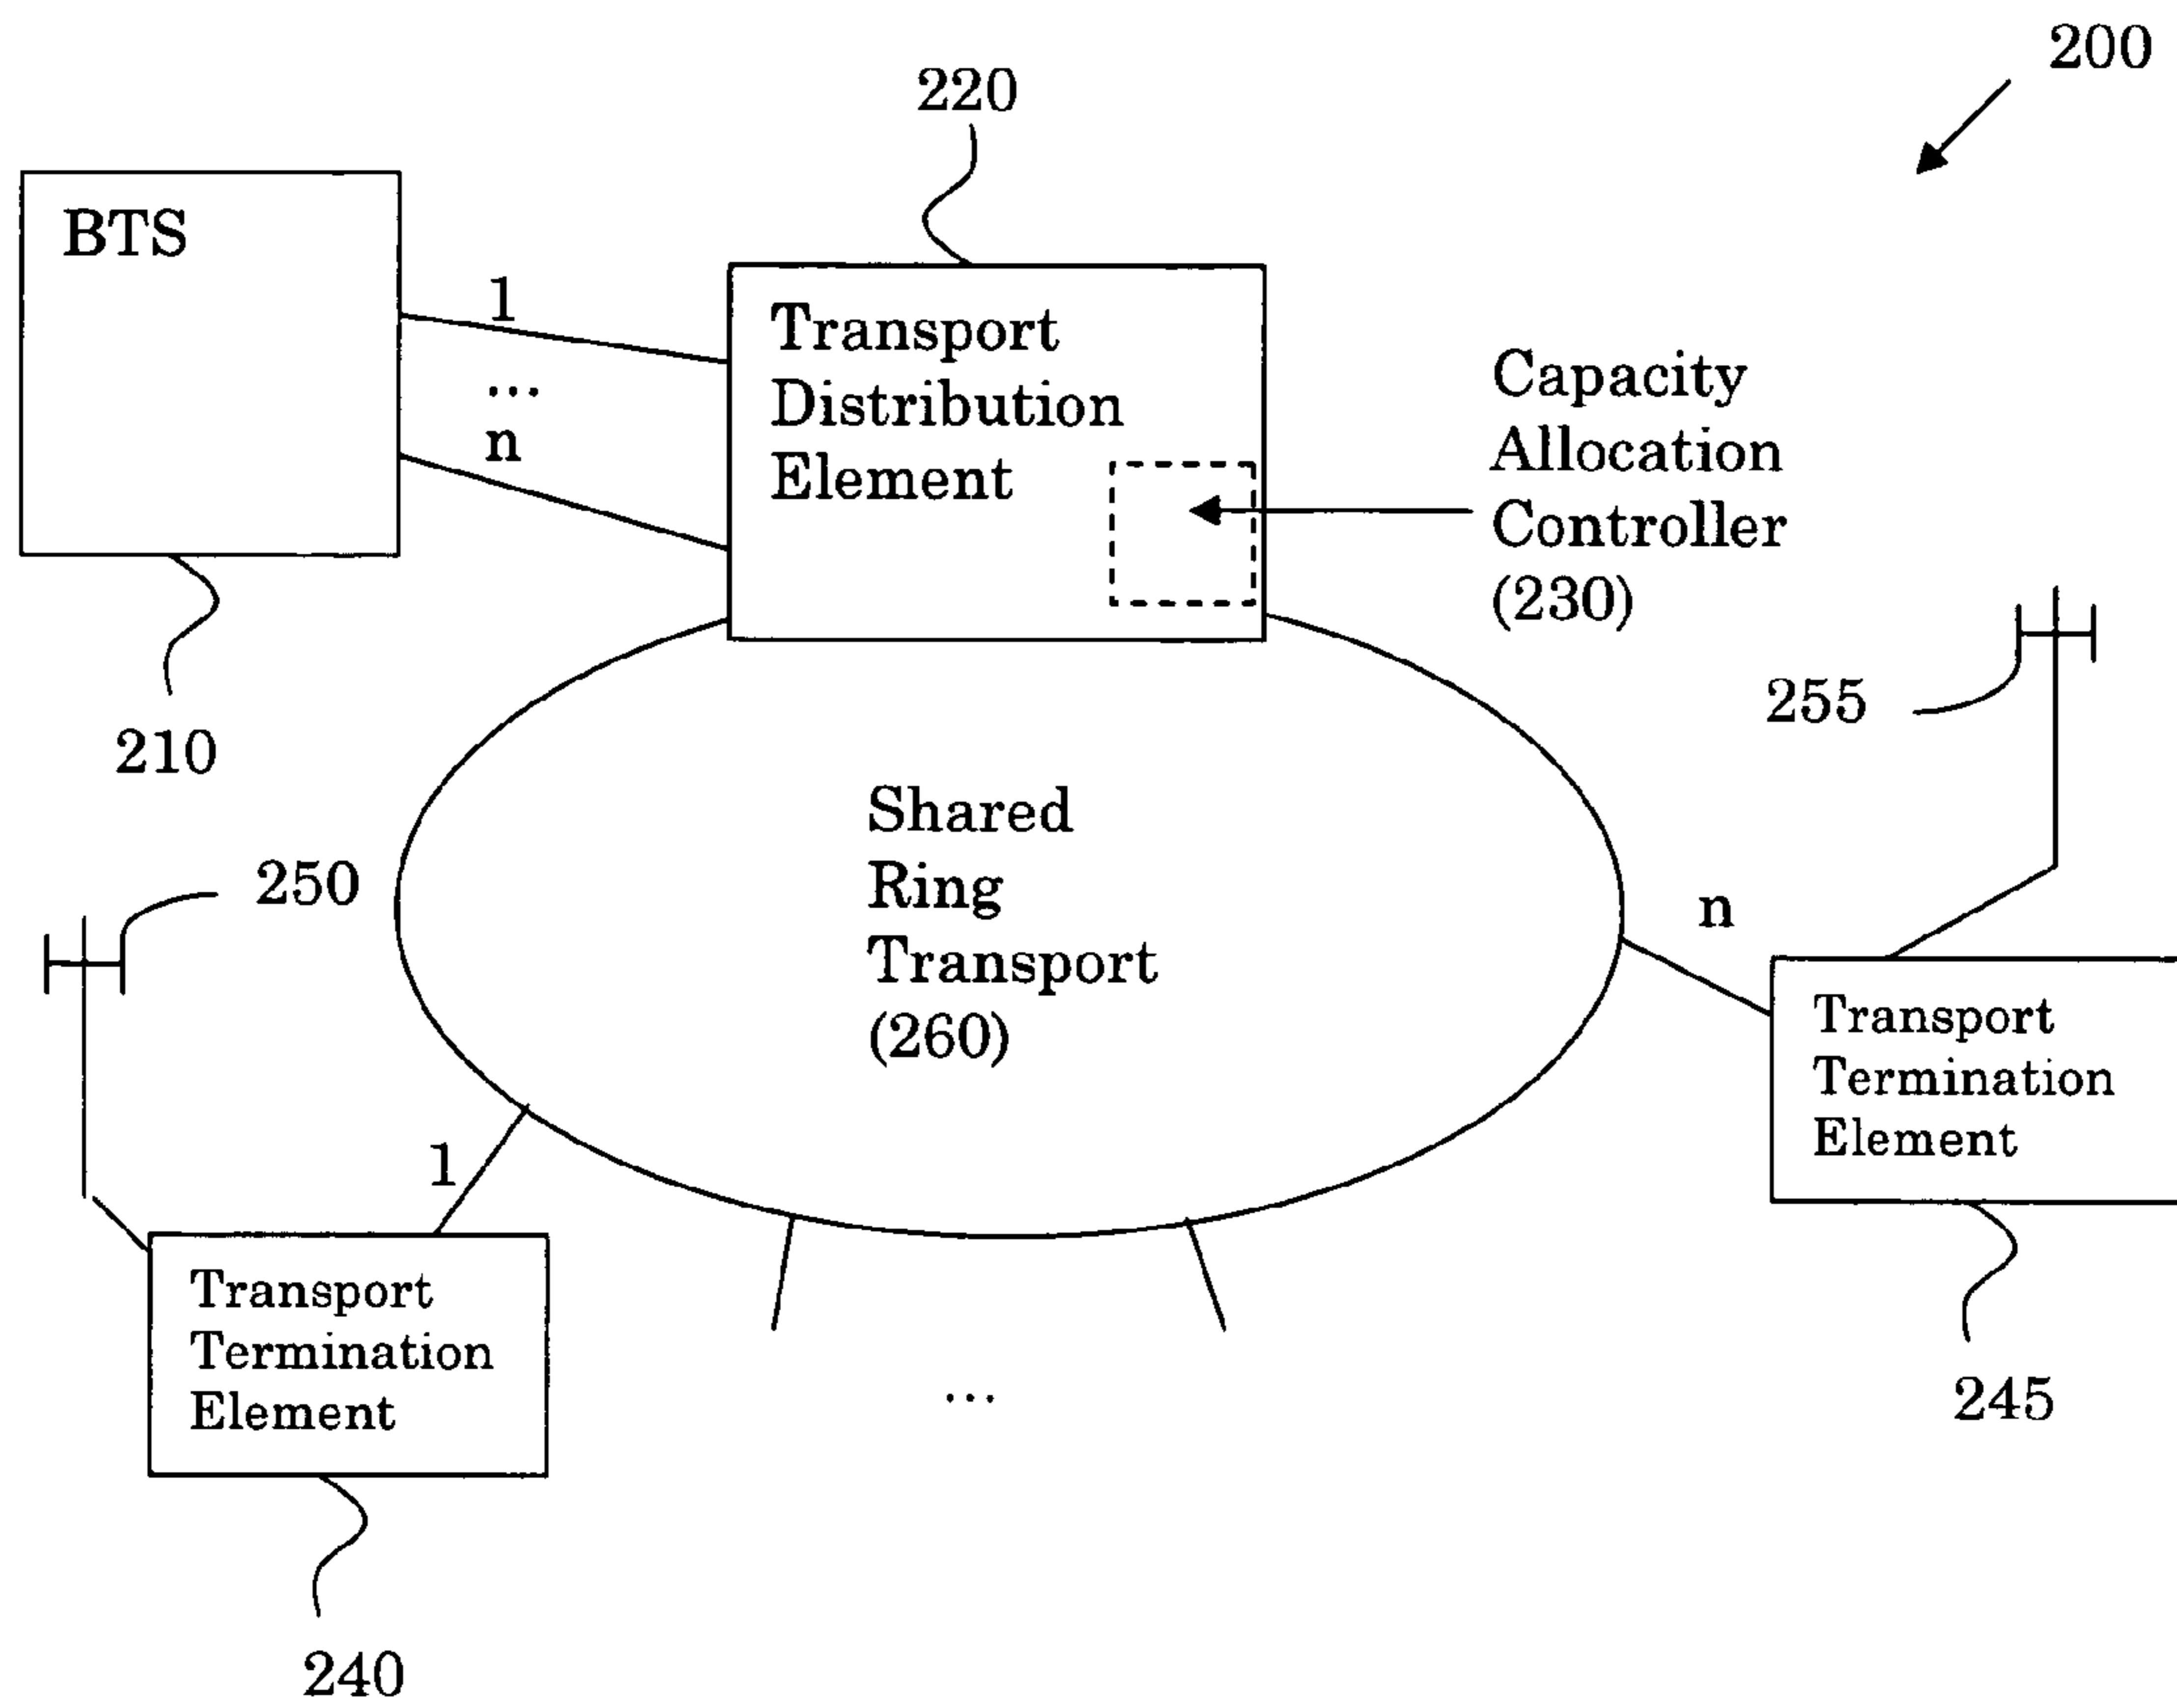 200
220
BTS
1
...
n
Transport
Distribution
Element
Capacity
Allocation
Controller
(230)
210
255
Shared
Ring
Transport
(260)
250
n
1
Transport
Termination
Element
Transport
Termination
Element
...
245
240